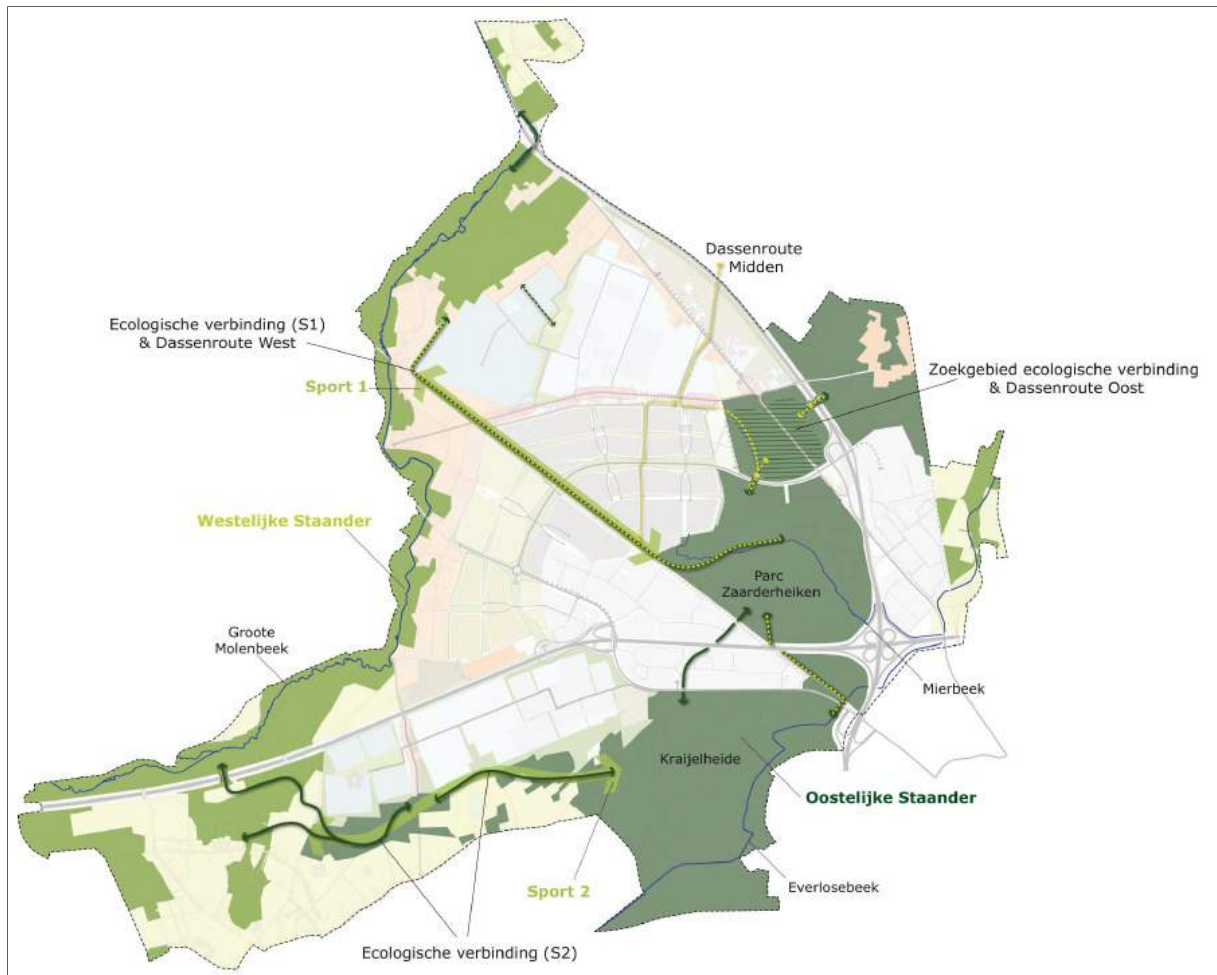 Dassenroute
Midden
Ecologische verbinding (S1)
& Dassenroute West
Sport 1
Zoekgebied ecologische verbinding
& Dassenroute Oost
Westelijke Staander
Parc
Zaarderheiken
Groote
Molenbeek
Mierbeek
Kraijelheide
Oostelijke Staander
Sport 2
Everlosebeek
Ecologische verbinding (S2)